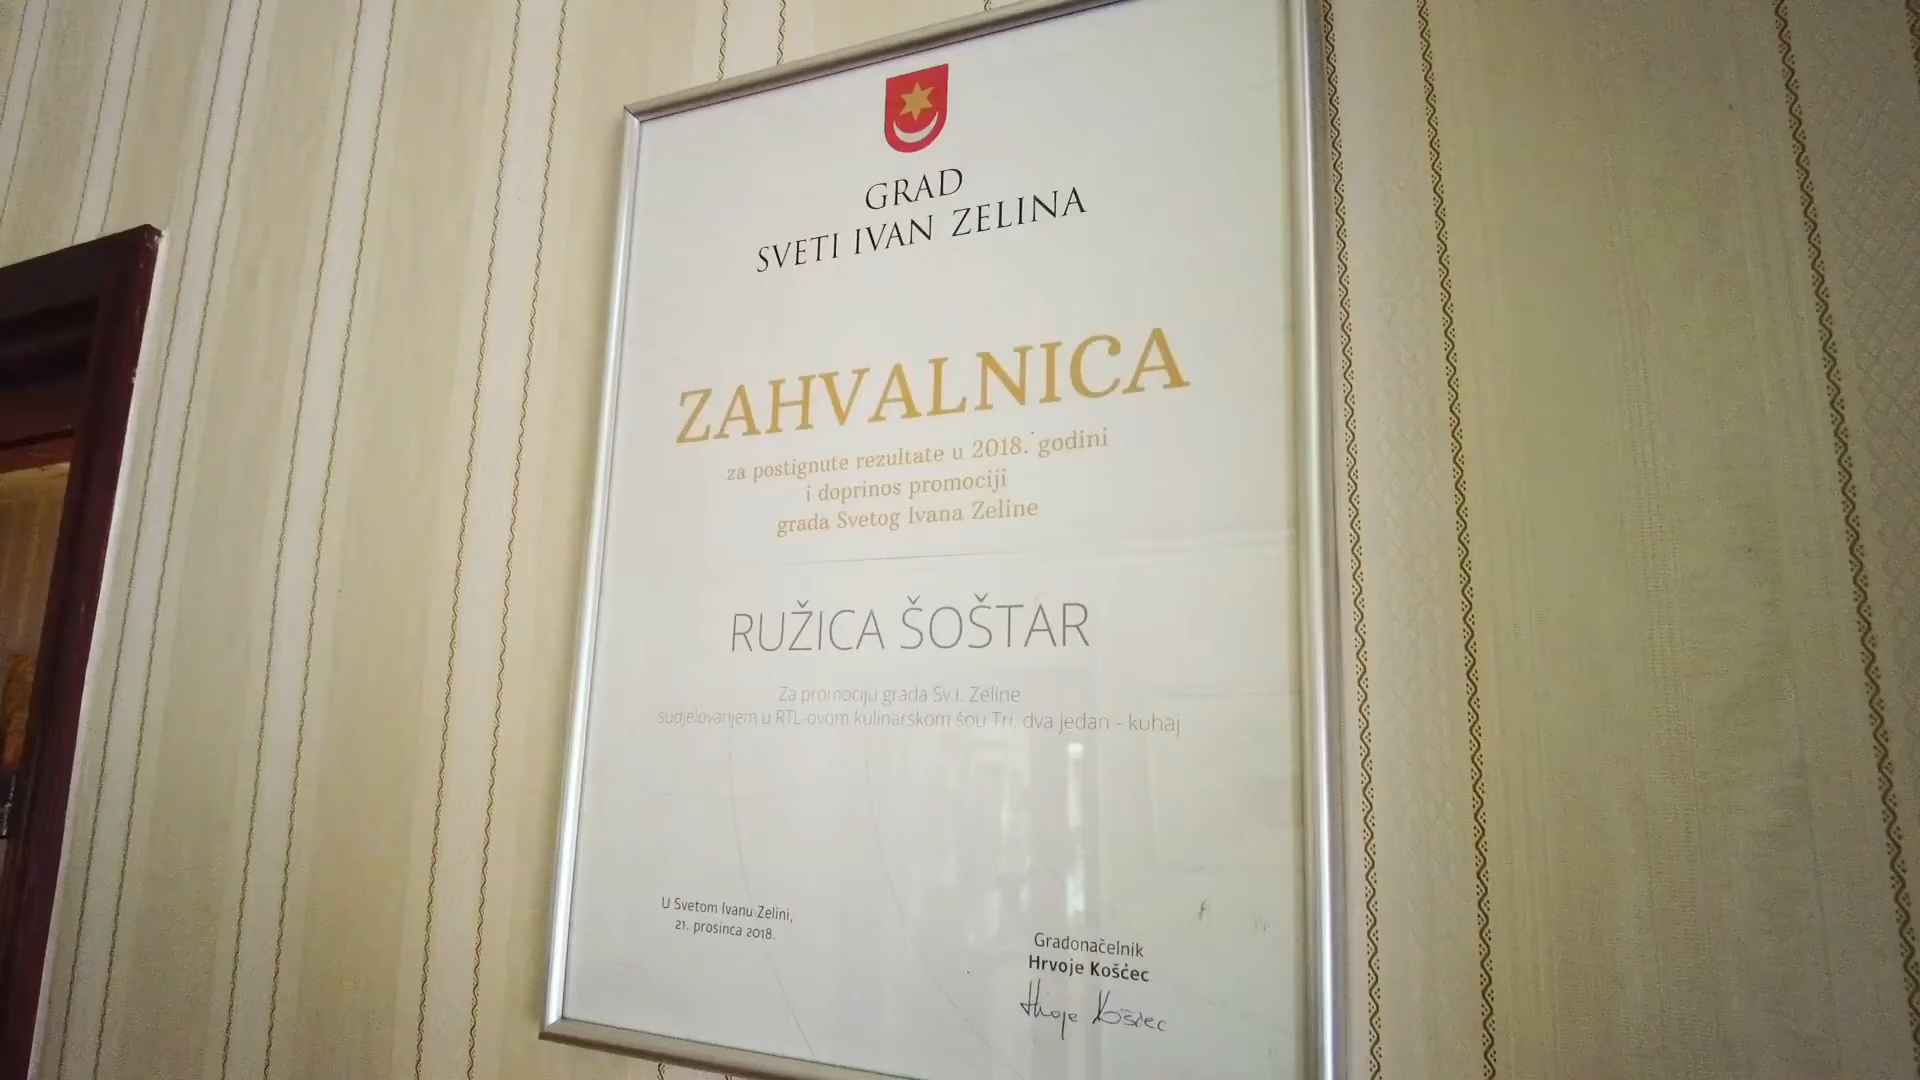 GRAD
SVETI IVAN ZELINA
ZAHVALNICA
za postignute rezultate u 2018. godini
i doprinos promociji
grada Svetog Ivana Zeline
RUŽICA ŠOŠTAR
Za promociju grada Sv.I. Zeline
sudjelovanjem u RTL-ovom kulinarskom šou Tri, dva jedan - kuhaj
U Svetom Ivanu Zelini,
21. prosinca 2018.
Gradonačelnik
Hrvoje Košćec
Hrvoje Košćec